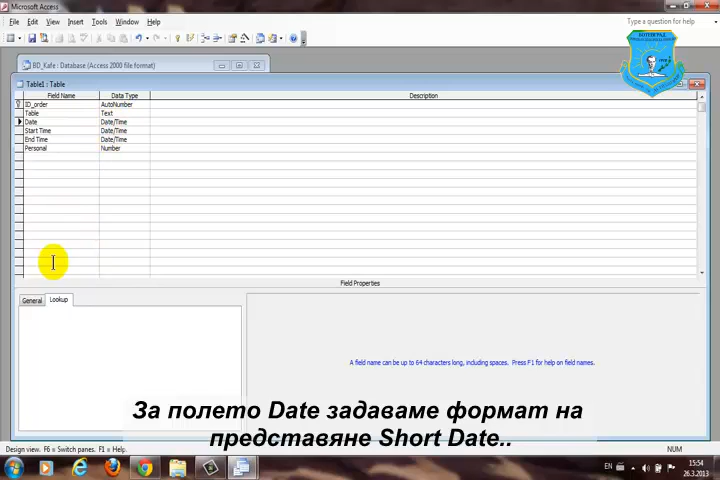 Microsoft Access
File Edit View Insert Tools Window Help
Type a question for help
BD_Kafe : Database (Access 2000 file format)
Table1 : Table
Field Name Data Type Description
ID_order AutoNumber
Table Text
Date Date/Time
Start Time Date/Time
End Time Date/Time
Personal Number
Field Properties
General Lookup
A field name can be up to 64 characters long, including spaces. Press F1 for help on field names.
За полето Date задаваме формат на
представяне Short Date..
Design view. F6 = Switch panes. F1 = Help.
NUM
EN
15:54
26.3.2013